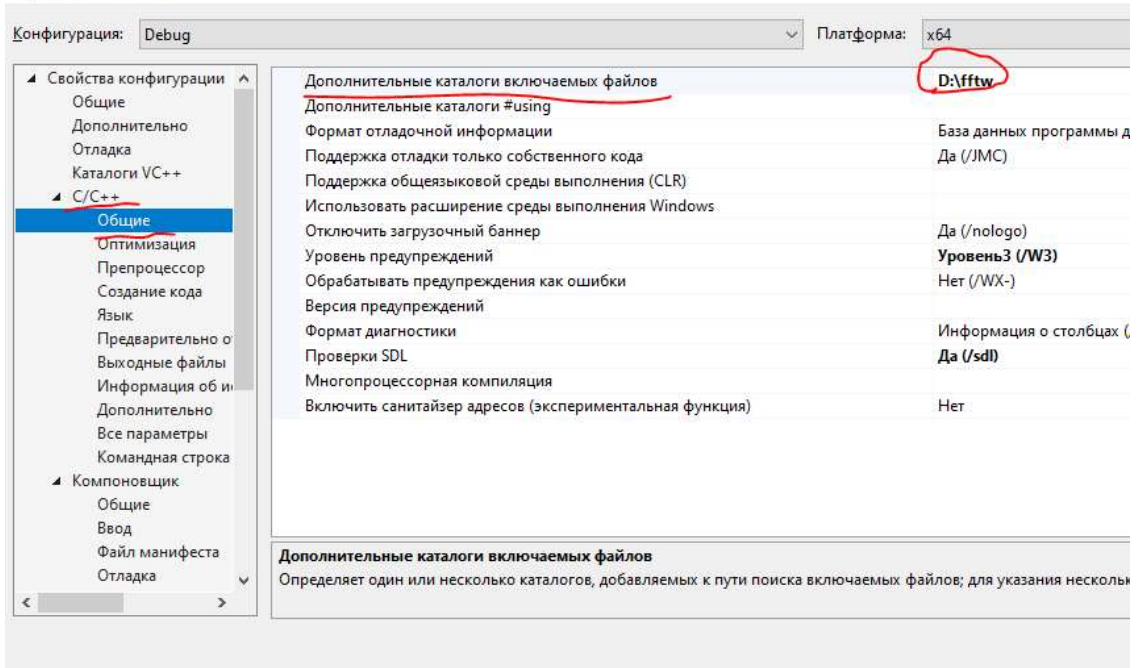 Конфигурация: Debug Платформа: x64
Свойства конфигурации
Общие
Дополнительно
Отладка
Каталоги VC++
C/C++
Общие
Оптимизация
Препроцессор
Создание кода
Язык
Предварительно о
Выходные файлы
Информация об и
Дополнительно
Все параметры
Командная строка
Компоновщик
Общие
Ввод
Файл манифеста
Отладка
Дополнительные каталоги включаемых файлов D:\fftw
Дополнительные каталоги #using
Формат отладочной информации База данных программы д
Поддержка отладки только собственного кода Да (/JMC)
Поддержка общеязыковой среды выполнения (CLR)
Использовать расширение среды выполнения Windows
Отключить загрузочный баннер Да (/nologo)
Уровень предупреждений Уровень3 (/W3)
Обрабатывать предупреждения как ошибки Нет (/WX-)
Версия предупреждений
Формат диагностики Информация о столбцах (
Проверки SDL Да (/sdl)
Многопроцессорная компиляция
Включить санитайзер адресов (экспериментальная функция) Нет
Дополнительные каталоги включаемых файлов
Определяет один или несколько каталогов, добавляемых к пути поиска включаемых файлов; для указания нескольк